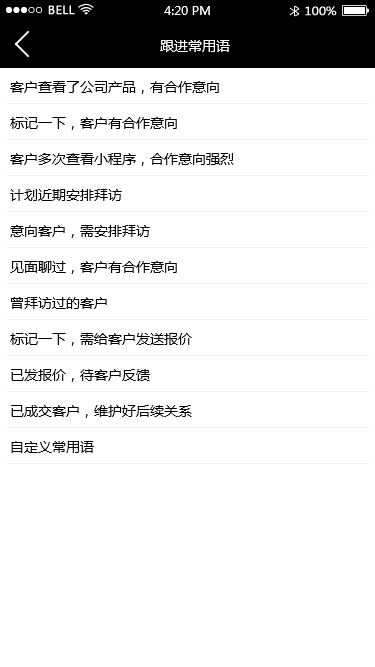 BELL 4:20 PM 100%
跟进常用语
客户查看了公司产品，有合作意向
标记一下，客户有合作意向
客户多次查看小程序，合作意向强烈
计划近期安排拜访
意向客户，需安排拜访
见面聊过，客户有合作意向
曾拜访过的客户
标记一下，需给客户发送报价
已发报价，待客户反馈
已成交客户，维护好后续关系
自定义常用语